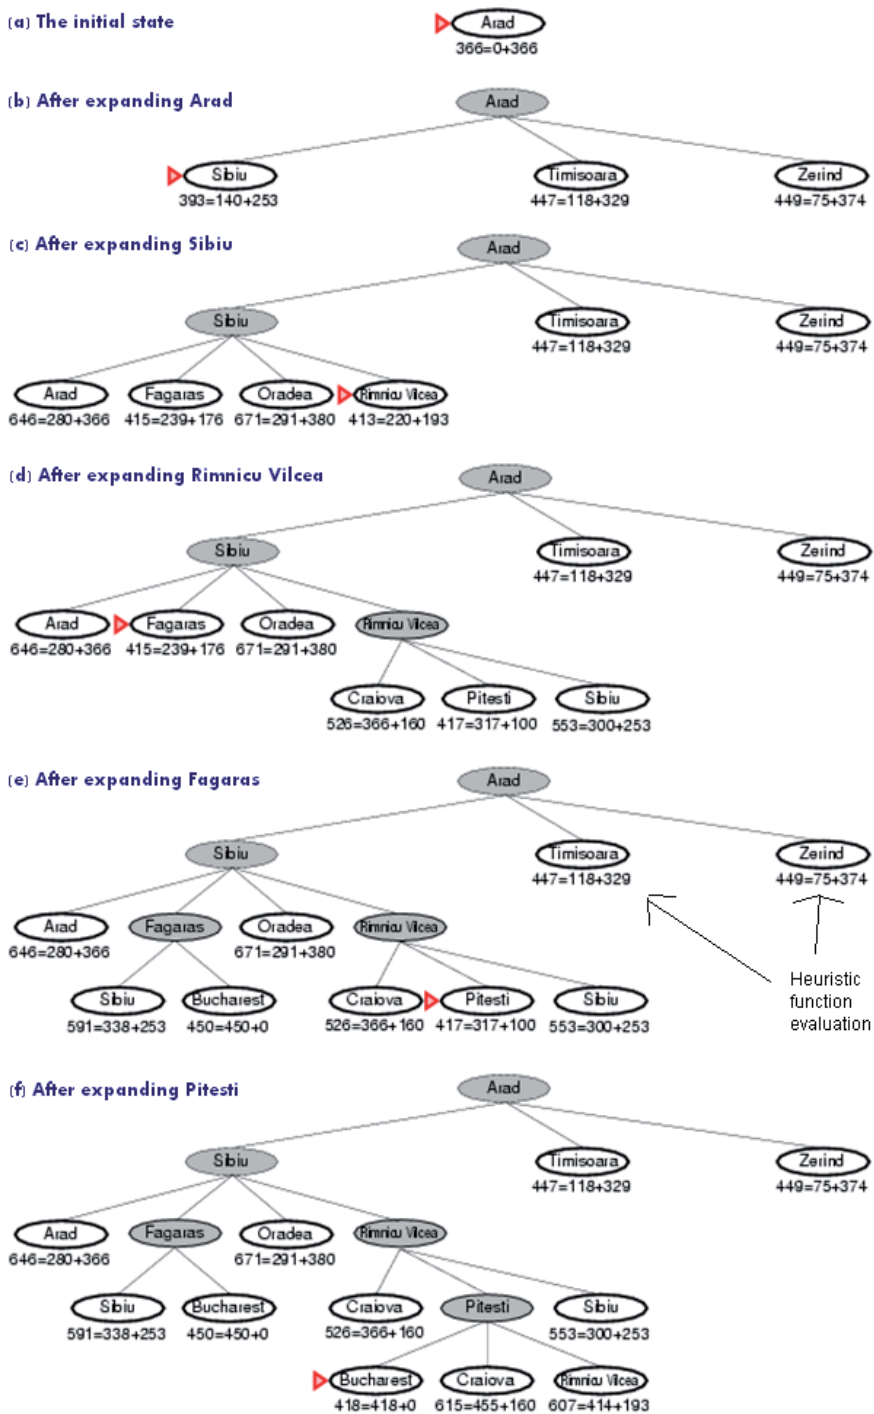 (a) The initial state
Arad
366=0+366
(b) After expanding Arad
Arad
Sibiu Timisoara Zerind
393=140+253 447=118+329 449=75+374
(c) After expanding Sibiu
Arad
Sibiu Timisoara Zerind
447=118+329 449=75+374
Arad Fagaras Oradea Rimnicu Vilcea
646=280+366 415=239+176 671=291+380 413=220+193
(d) After expanding Rimnicu Vilcea
Arad
Sibiu Timisoara Zerind
447=118+329 449=75+374
Arad Fagaras Oradea Rimnicu Vilcea
646=280+366 415=239+176 671=291+380
Craiova Pitesti Sibiu
526=366+160 417=317+100 553=300+253
(e) After expanding Fagaras
Arad
Sibiu Timisoara Zerind
447=118+329 449=75+374
Arad Fagaras Oradea Rimnicu Vilcea
646=280+366 671=291+380
Sibiu Bucharest Craiova Pitesti Sibiu
591=338+253 450=450+0 526=366+160 417=317+100 553=300+253
Heuristic
function
evaluation
(f) After expanding Pitesti
Arad
Sibiu Timisoara Zerind
447=118+329 449=75+374
Arad Fagaras Oradea Rimnicu Vilcea
646=280+366 671=291+380
Sibiu Bucharest Craiova Pitesti Sibiu
591=338+253 450=450+0 526=366+160 553=300+253
Bucharest Craiova Rimnicu Vilcea
418=418+0 615=455+160 607=414+193